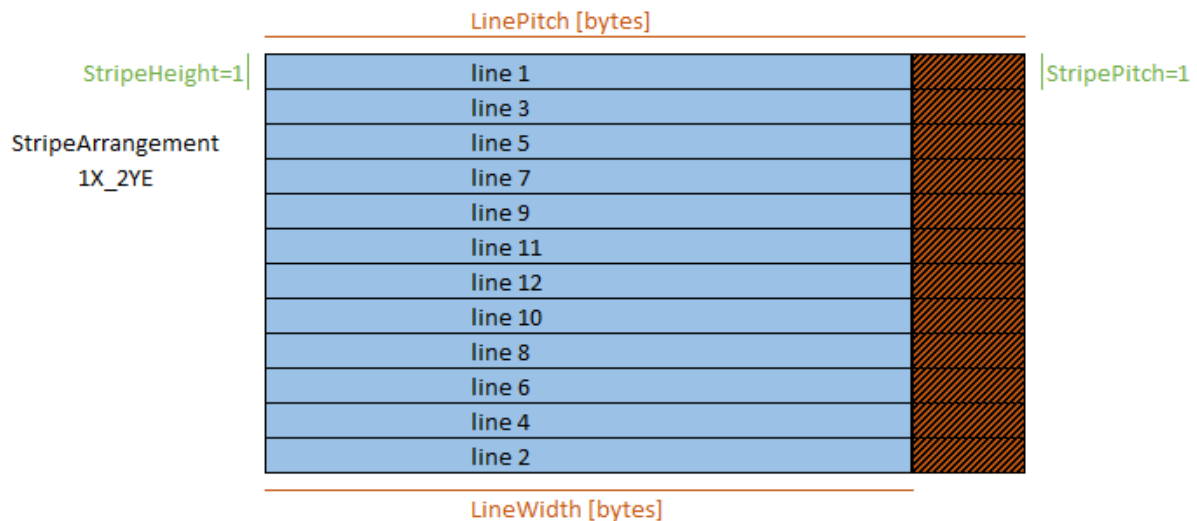 LinePitch [bytes]
StripeHeight=1
line 1
StripePitch=1
line 3
StripeArrangement
1X_2YE
line 5
line 7
line 9
line 11
line 12
line 10
line 8
line 6
line 4
line 2
LineWidth [bytes]